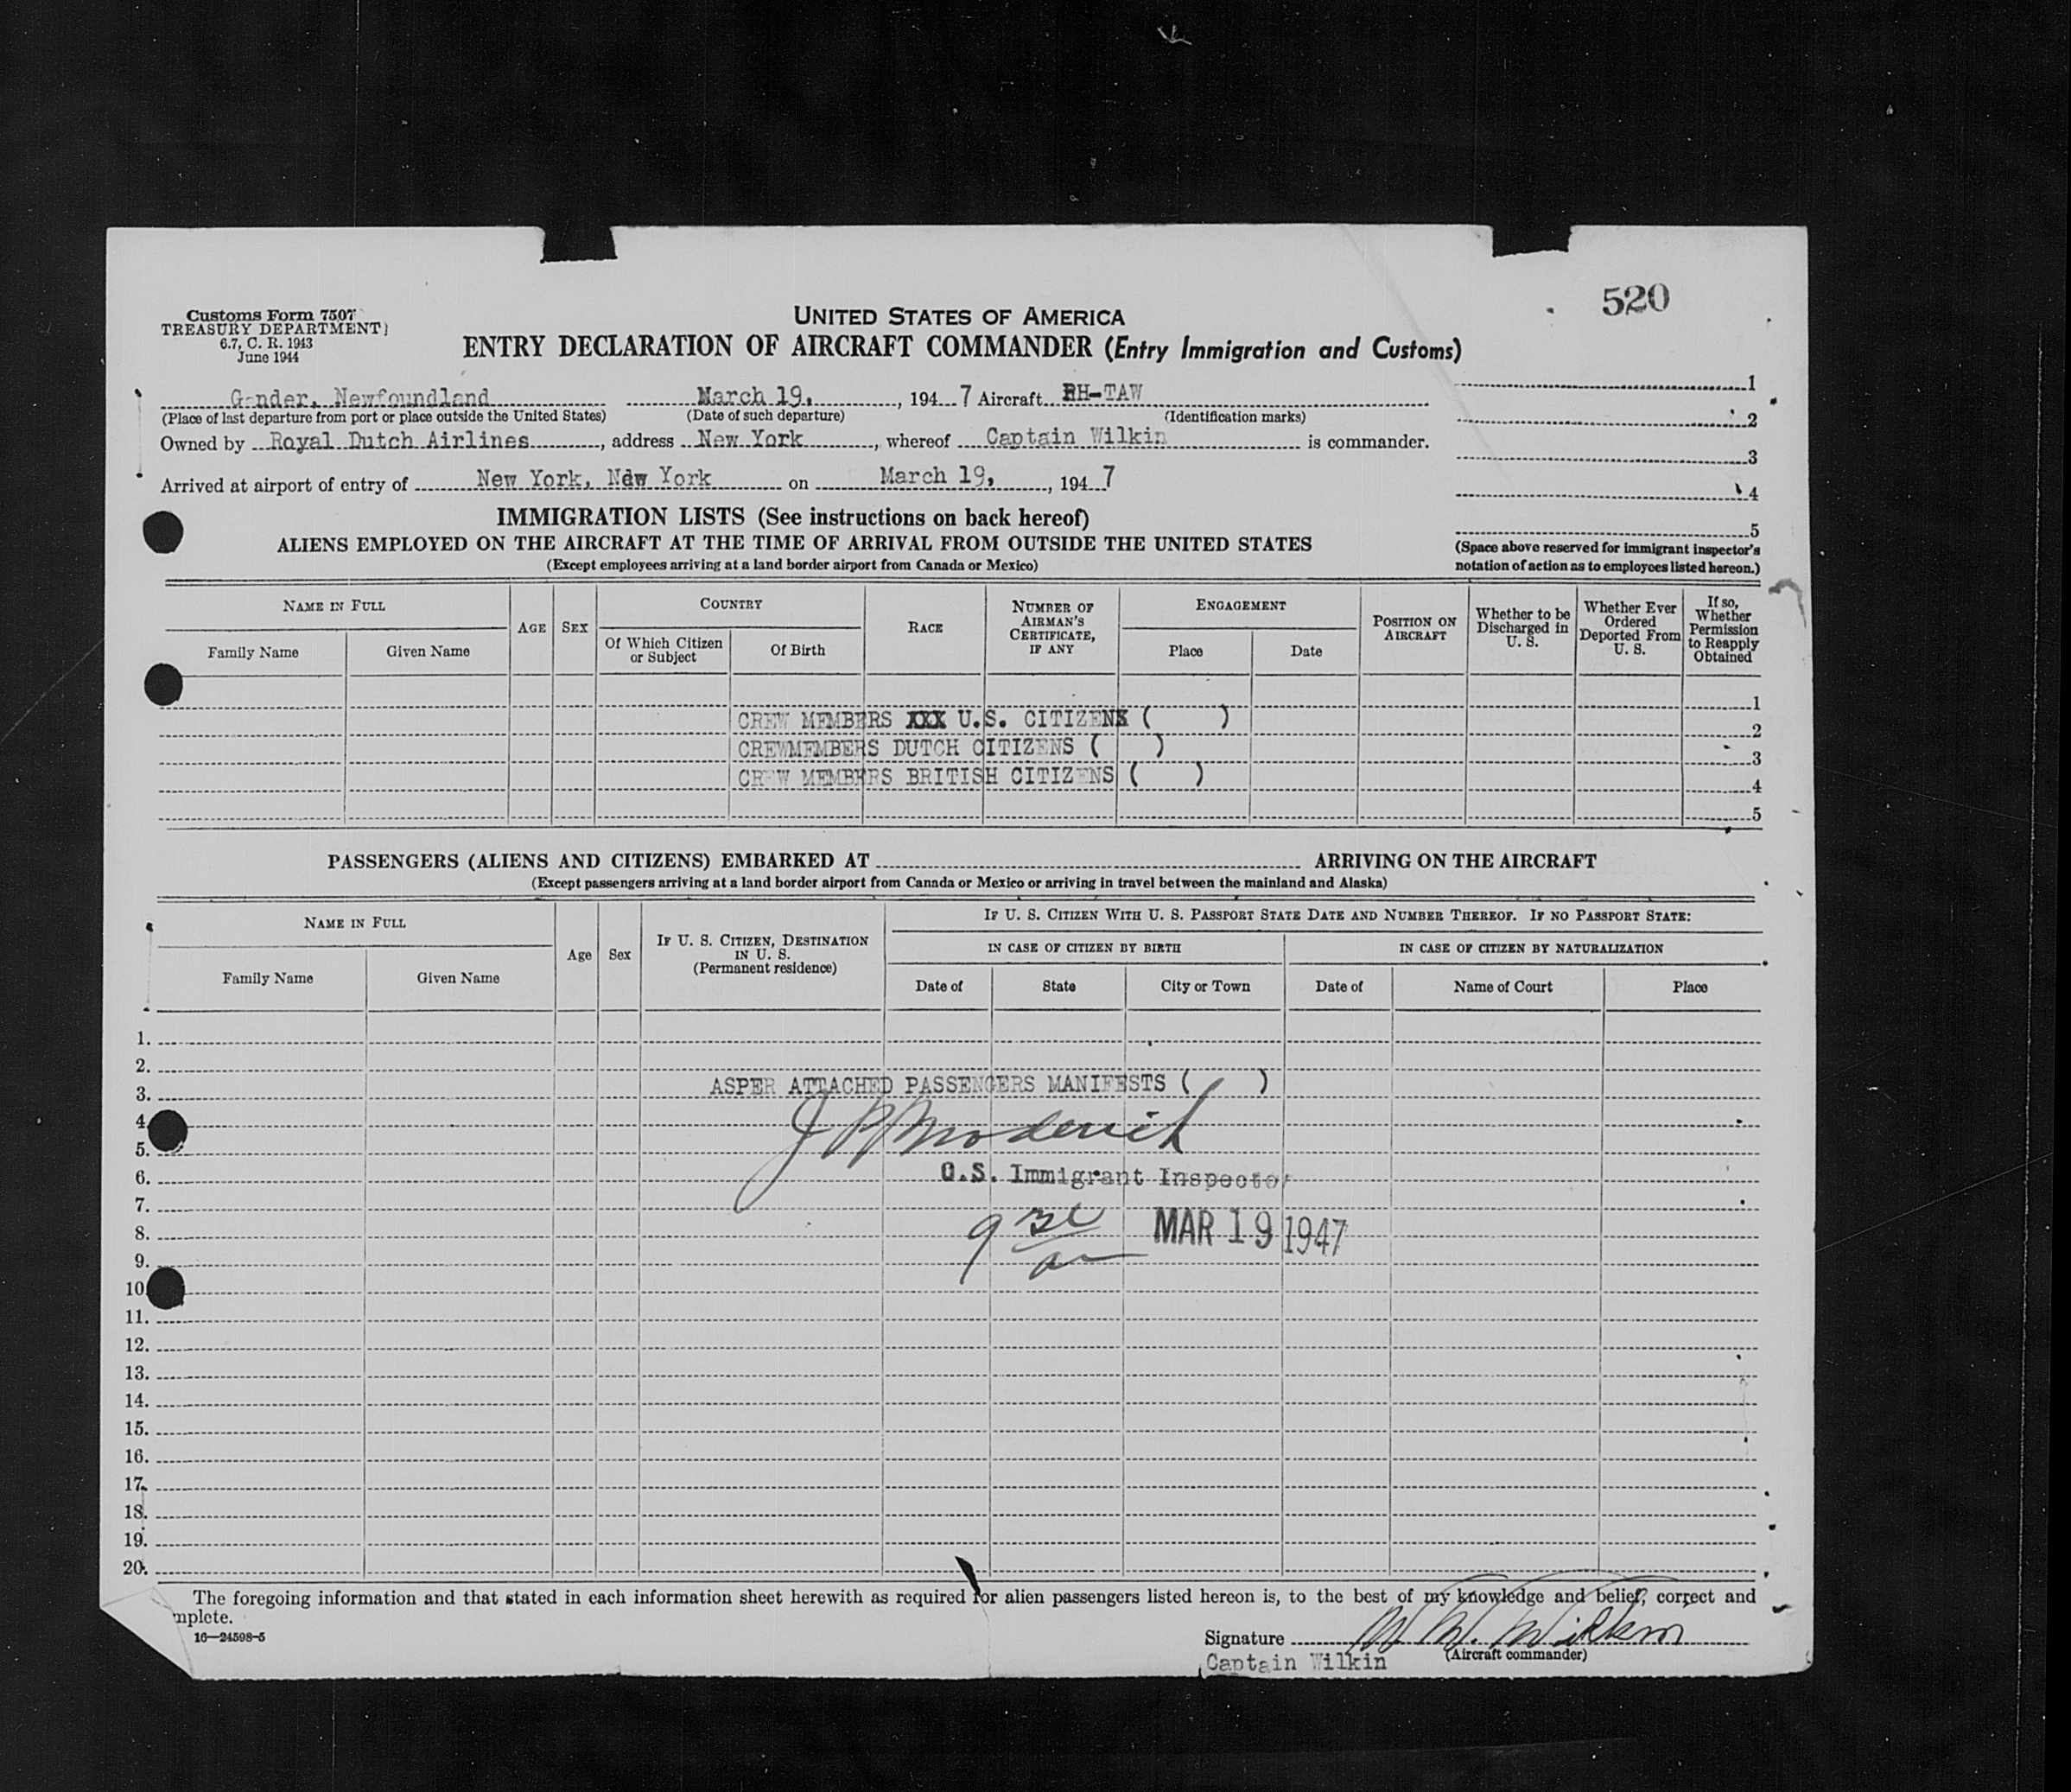 520
Customs Form 7507
TREASURY DEPARTMENT
6.7, C. R. 1943
June 1944
UNITED STATES OF AMERICA
ENTRY DECLARATION OF AIRCRAFT COMMANDER (Entry Immigration and Customs)
Gander, Newfoundland March 19, , 1947 Aircraft PH-TAW 1
(Place of last departure from port or place outside the United States) (Date of such departure) (Identification marks) 2
Owned by Royal Dutch Airlines, address New York, whereof Captain Wilkin is commander.
3
Arrived at airport of entry of New York, New York on March 19, , 1947 4
IMMIGRATION LISTS (See instructions on back hereof) 5
ALIENS EMPLOYED ON THE AIRCRAFT AT THE TIME OF ARRIVAL FROM OUTSIDE THE UNITED STATES
(Except employees arriving at a land border airport from Canada or Mexico)
(Space above reserved for immigrant inspector's
notation of action as to employees listed hereon.)
NAME IN FULL
Family Name Given Name
AGE SEX
COUNTRY
Of Which Citizen or Subject Of Birth
RACE
NUMBER OF AIRMAN'S CERTIFICATE, IF ANY
ENGAGEMENT
Place Date
POSITION ON AIRCRAFT
Whether to be Discharged in U. S.
Whether Ever Ordered Deported From U. S.
If so, Whether Permission to Reapply Obtained
1
CREW MEMBERS XXX U.S. CITIZENS ( ) 2
CREWMEMBERS DUTCH CITIZENS ( ) 3
CREW MEMBERS BRITISH CITIZENS ( ) 4
5
PASSENGERS (ALIENS AND CITIZENS) EMBARKED AT ARRIVING ON THE AIRCRAFT
(Except passengers arriving at a land border airport from Canada or Mexico or arriving in travel between the mainland and Alaska)
NAME IN FULL
Family Name Given Name
Age Sex
IF U. S. CITIZEN, DESTINATION IN U. S.
(Permanent residence)
IF U. S. CITIZEN WITH U. S. PASSPORT STATE DATE AND NUMBER THEREOF. IF NO PASSPORT STATE:
IN CASE OF CITIZEN BY BIRTH IN CASE OF CITIZEN BY NATURALIZATION
Date of State City or Town Date of Name of Court Place
1.
2.
3. ASPER ATTACHED PASSENGERS MANIFESTS ( )
4.
5.
6. U.S. Immigrant Inspector
7.
8. 9 30 MAR 19 1947
9. am
10.
11.
12.
13.
14.
15.
16.
17.
18.
19.
20.
The foregoing information and that stated in each information sheet herewith as required for alien passengers listed hereon is, to the best of my knowledge and belief, correct and
mplete.
16—24598-5
Signature Wilkin
(Aircraft commander)
Captain Wilkin